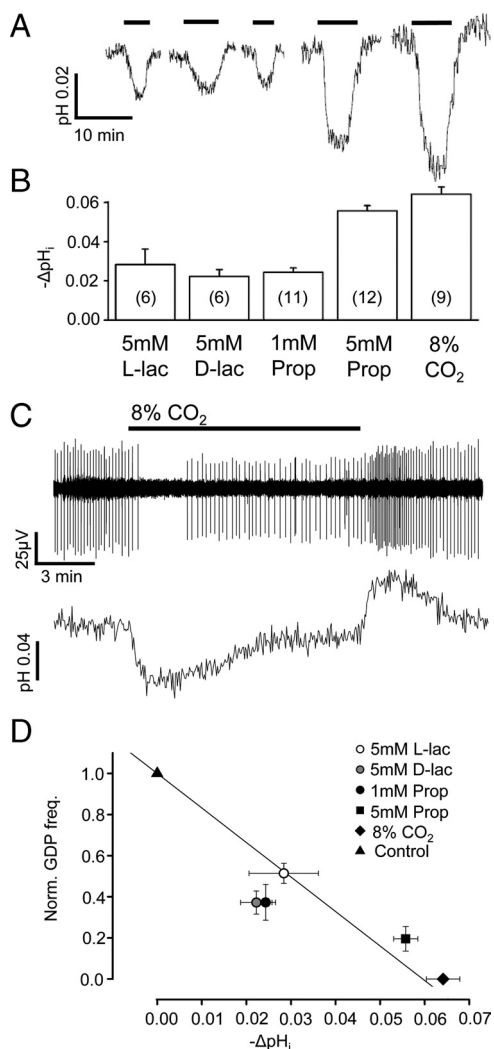 A
pH 0.02
10 min
B
-ΔpHi
0.06
0.04
0.02
0.00
(6)
(6)
(11)
(12)
(9)
5mM
L-lac
5mM
D-lac
1mM
Prop
5mM
Prop
8%
CO2
C
8% CO2
25µV
3 min
pH 0.04
D
Norm. GDP freq.
1.0
0.8
0.6
0.4
0.2
0.0
5mM L-lac
5mM D-lac
1mM Prop
5mM Prop
8% CO2
Control
0.00 0.01 0.02 0.03 0.04 0.05 0.06 0.07
-ΔpHi